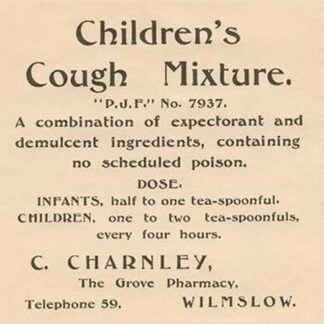 Children's
Cough Mixture.
"P.J.F." No. 7937.
A combination of expectorant and
demulcent ingredients, containing
no scheduled poison.
DOSE.
INFANTS, half to one tea-spoonful.
CHILDREN, one to two tea-spoonfuls,
every four hours.
C. CHARNLEY,
The Grove Pharmacy,
Telephone 59. WILMSLOW.